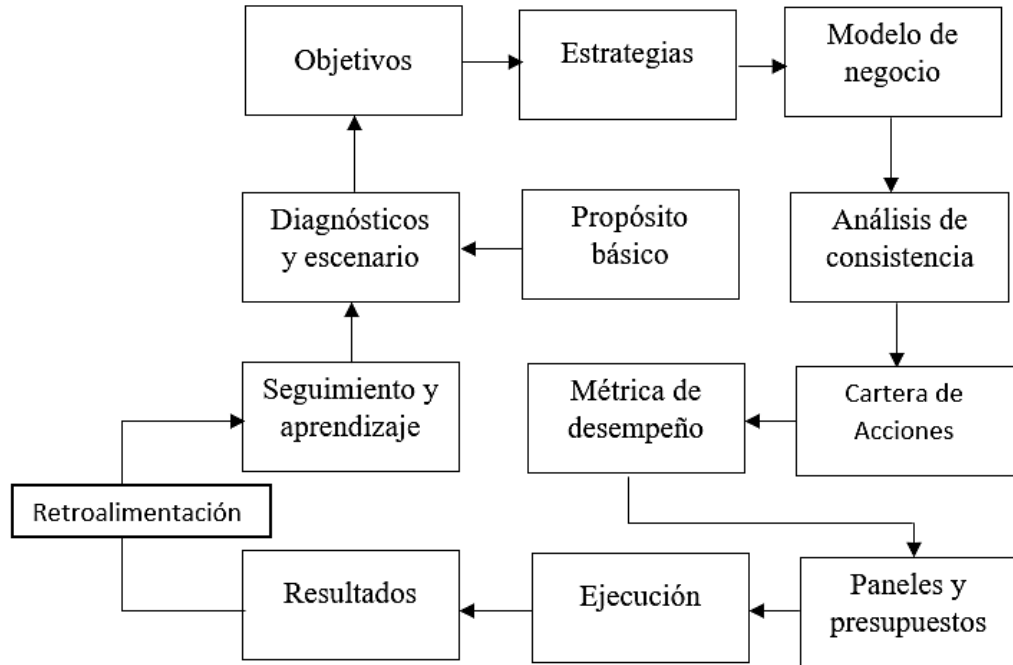 Objetivos
Estrategias
Modelo de
negocio
Diagnósticos
y escenario
Propósito
básico
Análisis de
consistencia
Seguimiento y
aprendizaje
Métrica de
desempeño
Cartera de
Acciones
Retroalimentación
Resultados
Ejecución
Paneles y
presupuestos